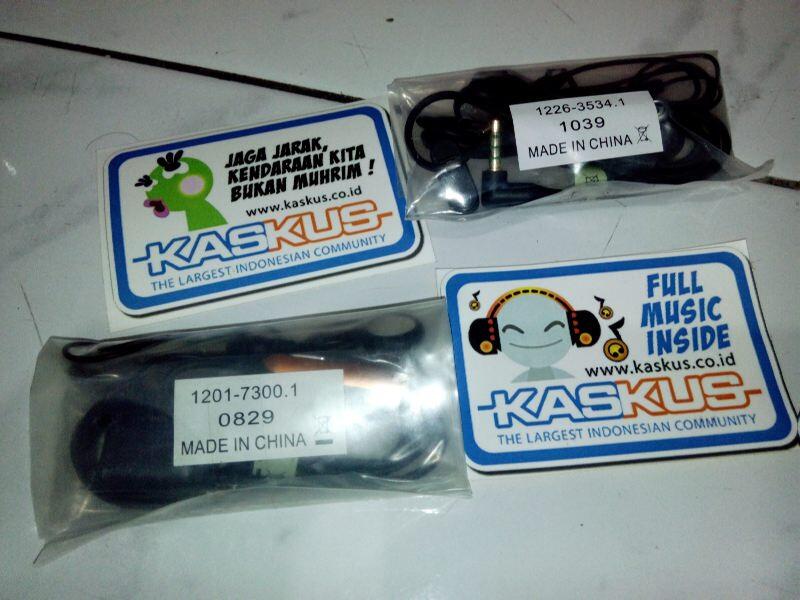 JAGA JARAK,
KENDARAAN KITA
BUKAN MUHRIM !
www.kaskus.co.id
KASKUS
THE LARGEST INDONESIAN COMMUNITY
1226-3534.1
1039
MADE IN CHINA
FULL
MUSIC
INSIDE
www.kaskus.co.id
KASKUS
THE LARGEST INDONESIAN COMMUNITY
1201-7300.1
0829
MADE IN CHINA